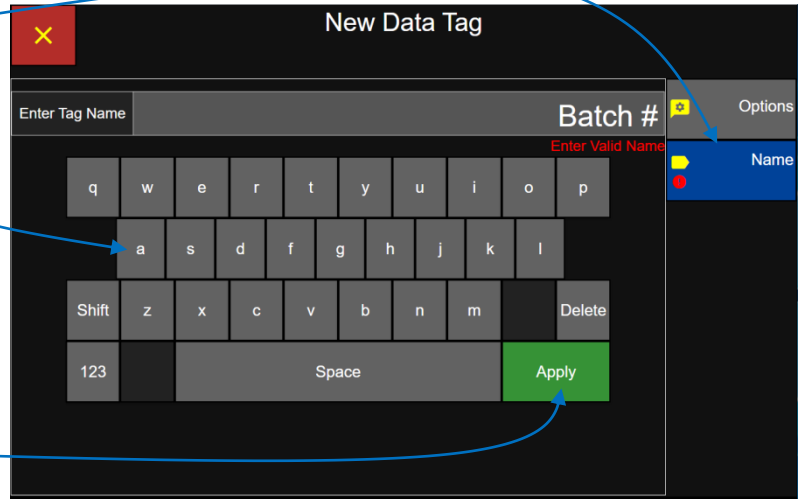 New Data Tag
Options
Enter Tag Name Batch #
Enter Valid Name
Name
q w e r t y u i o p
a s d f g h j k l
Shift z x c v b n m Delete
123 Space Apply